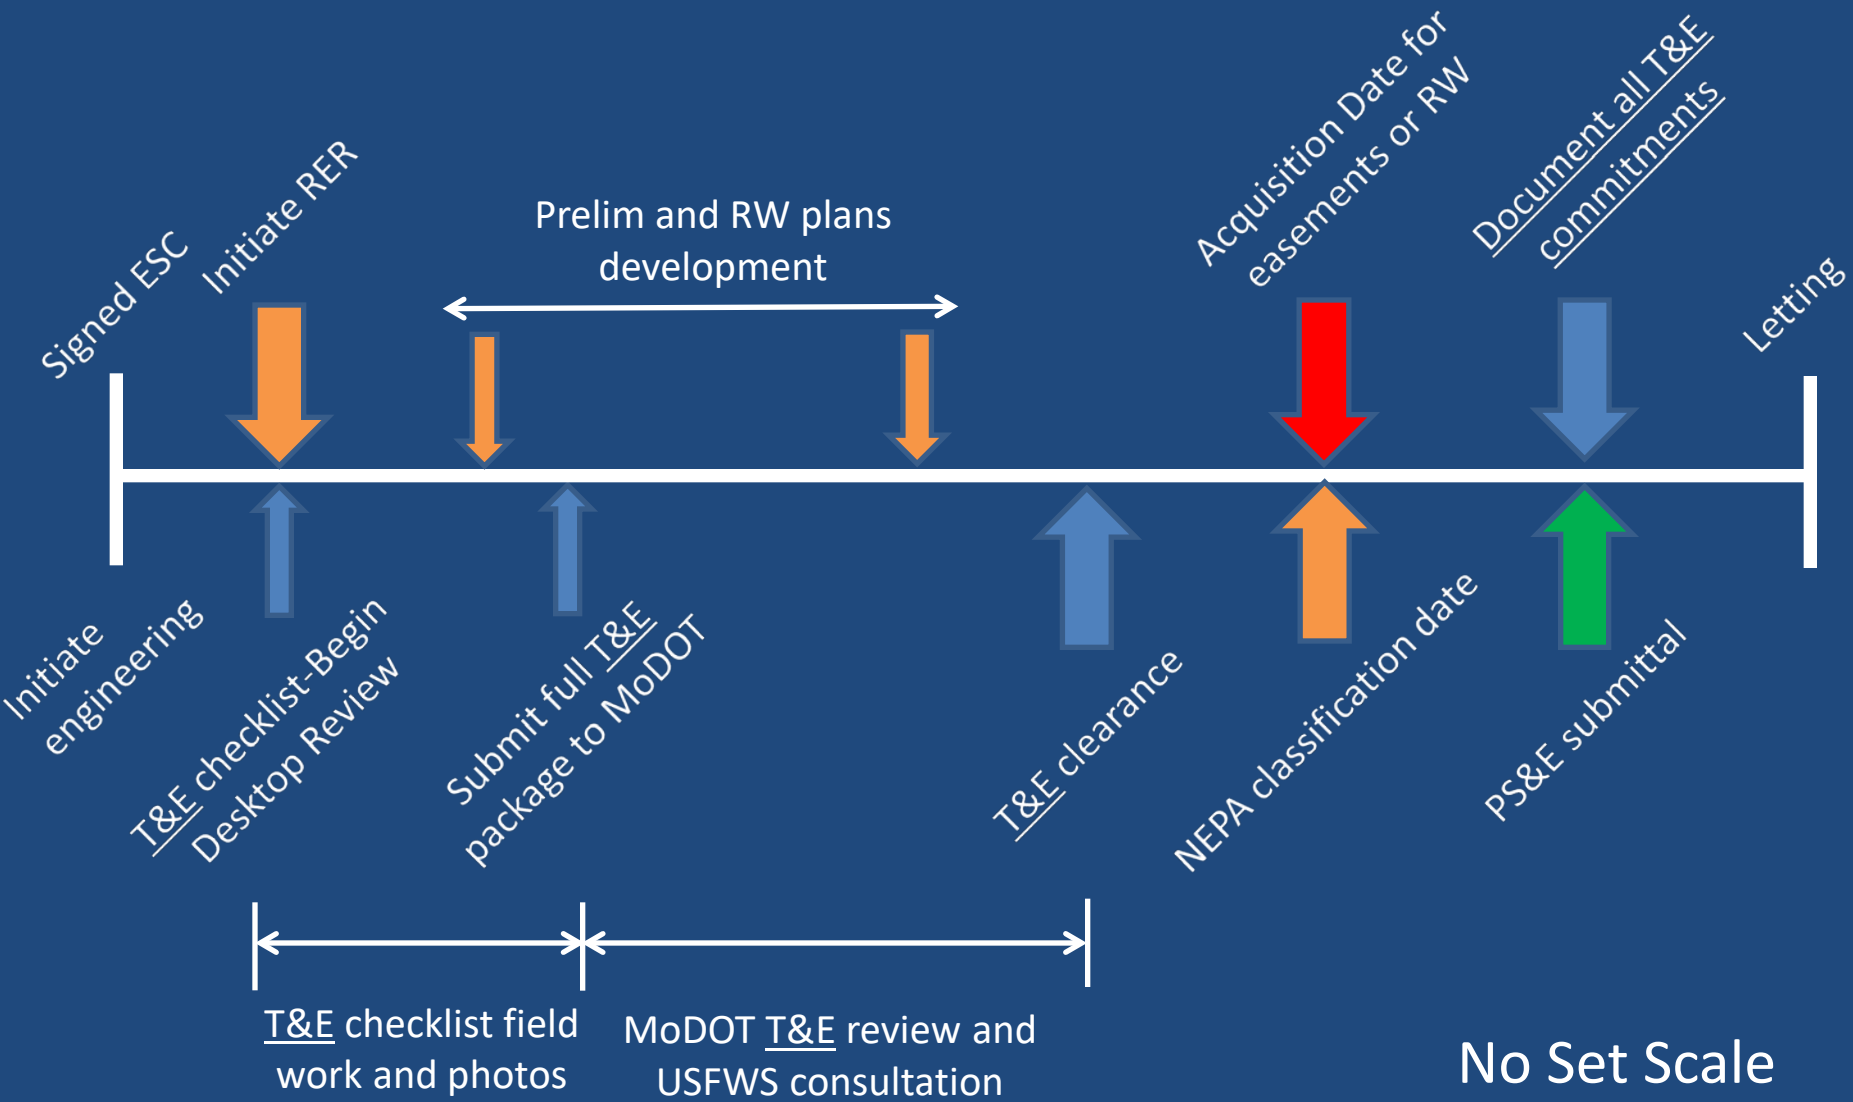 Signed ESC
Initiate RER
Prelim and RW plans
development
Acquisition Date for
easements or RW
Document all T&E
commitments
Letting
Initiate
engineering
T&E checklist-Begin
Desktop Review
Submit full T&E
package to MoDOT
T&E clearance
NEPA classification date
PS&E submittal
T&E checklist field
work and photos
MoDOT T&E review and
USFWS consultation
No Set Scale